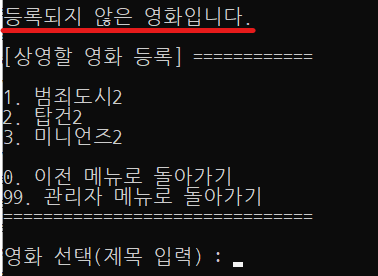 등록되지 않은 영화입니다.
[상영할 영화 등록] ============
1. 범죄도시2
2. 탑건2
3. 미니언즈2
0. 이전 메뉴로 돌아가기
99. 관리자 메뉴로 돌아가기
===============================
영화 선택(제목 입력) :